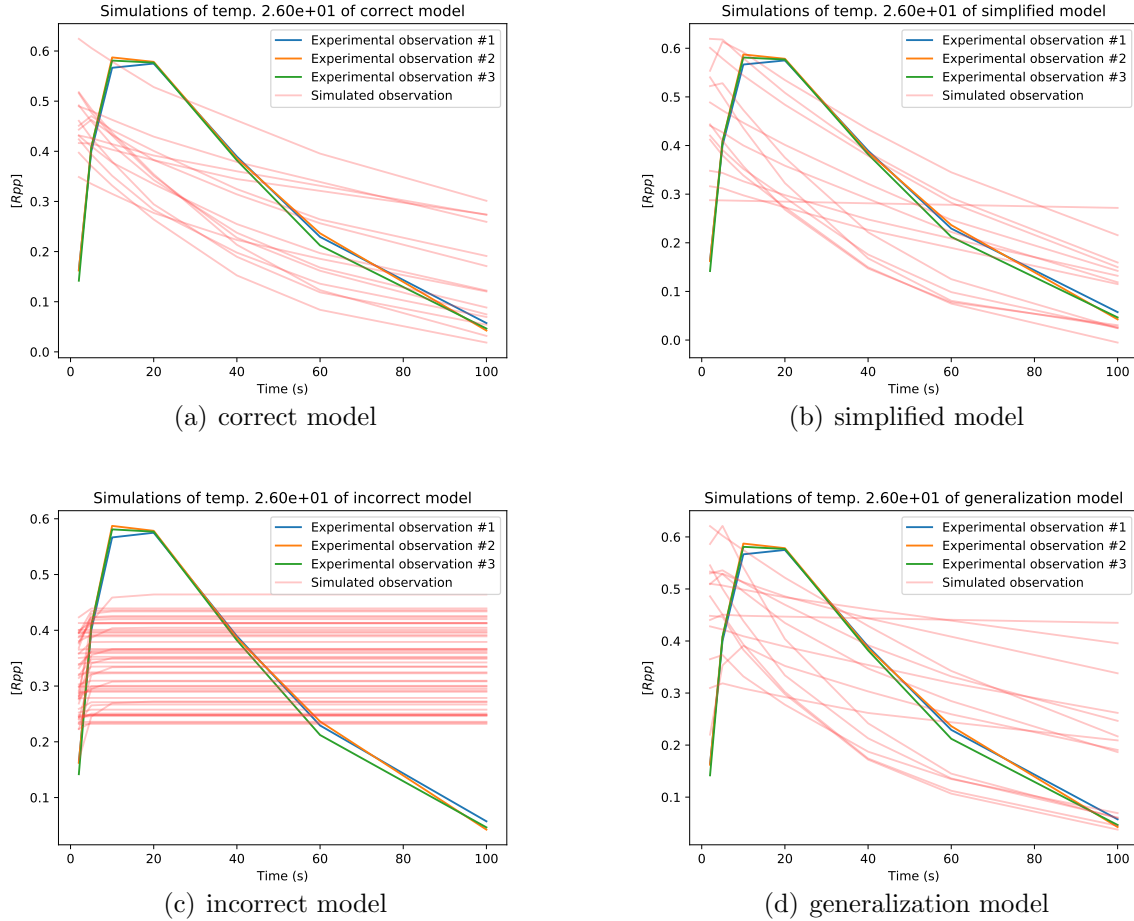 Simulations of temp. 2.60e+01 of correct model
Experimental observation #1
Experimental observation #2
Experimental observation #3
Simulated observation
[Rpp]
0.6
0.5
0.4
0.3
0.2
0.1
0.0
0 20 40 60 80 100
Time (s)
(a) correct model
Simulations of temp. 2.60e+01 of simplified model
Experimental observation #1
Experimental observation #2
Experimental observation #3
Simulated observation
[Rpp]
0.6
0.5
0.4
0.3
0.2
0.1
0.0
0 20 40 60 80 100
Time (s)
(b) simplified model
Simulations of temp. 2.60e+01 of incorrect model
Experimental observation #1
Experimental observation #2
Experimental observation #3
Simulated observation
[Rpp]
0.6
0.5
0.4
0.3
0.2
0.1
0 20 40 60 80 100
Time (s)
(c) incorrect model
Simulations of temp. 2.60e+01 of generalization model
Experimental observation #1
Experimental observation #2
Experimental observation #3
Simulated observation
[Rpp]
0.6
0.5
0.4
0.3
0.2
0.1
0 20 40 60 80 100
Time (s)
(d) generalization model